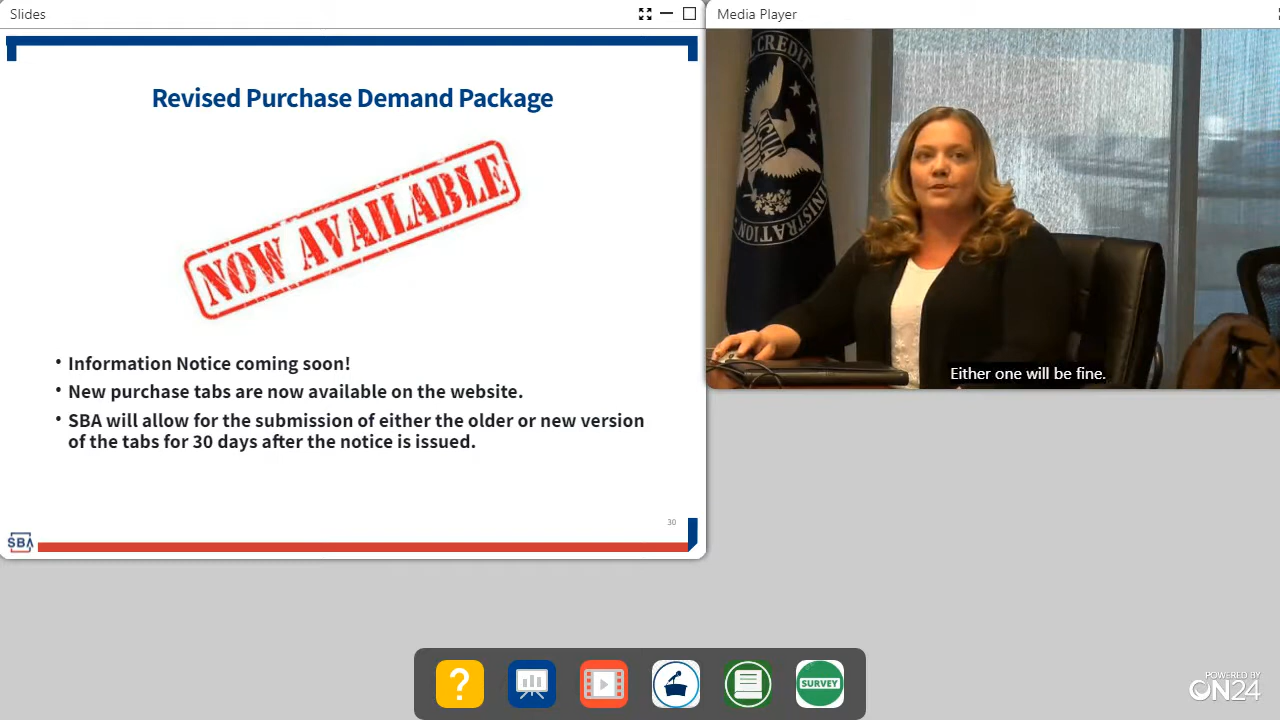 Slides
Media Player
Revised Purchase Demand Package
NOW AVAILABLE
• Information Notice coming soon!
• New purchase tabs are now available on the website.
• SBA will allow for the submission of either the older or new version
of the tabs for 30 days after the notice is issued.
30
SBA
CREDIT
NCUA
INISTRATION
Either one will be fine.
?
SURVEY
POWERED BY
ON24